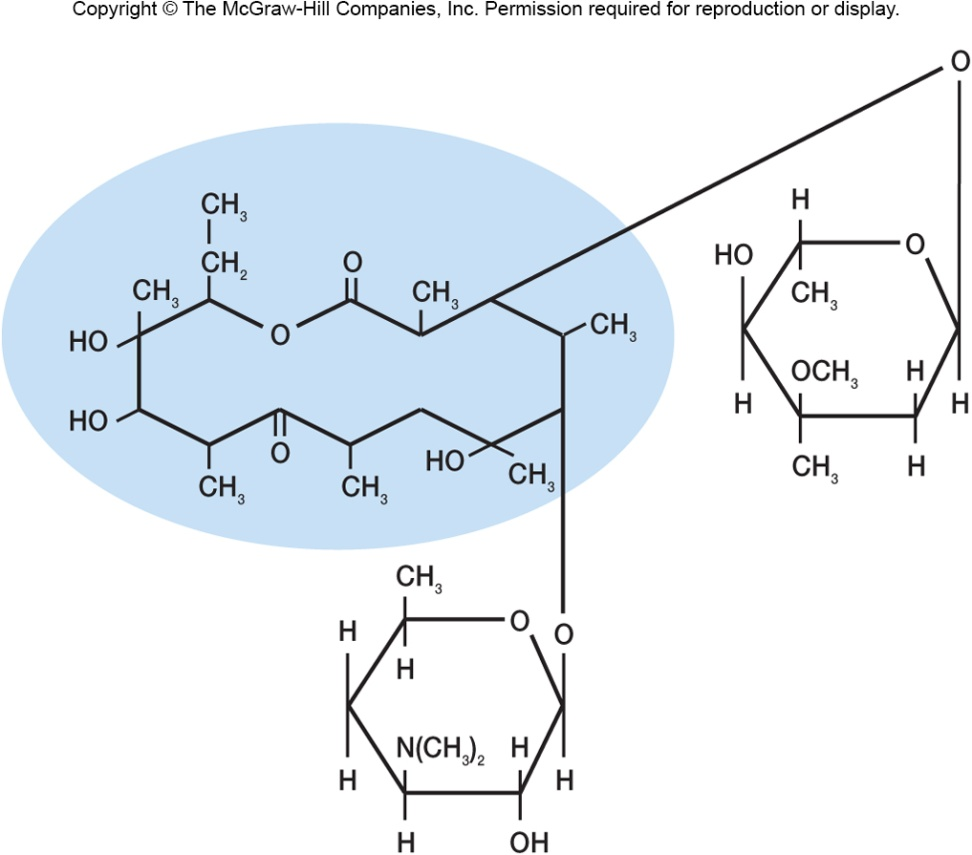 Copyright © The McGraw-Hill Companies, Inc. Permission required for reproduction or display.
O
CH₃
H
CH₂
O
HO
O
CH₃
O
CH₃
CH₃
CH₃
HO
O
OCH₃
H
HO
H
H
O
HO
CH₃
CH₃
H
CH₃
CH₃
CH₃
CH₃
O
O
H
H
N(CH₃)₂
H
H
H
H
OH